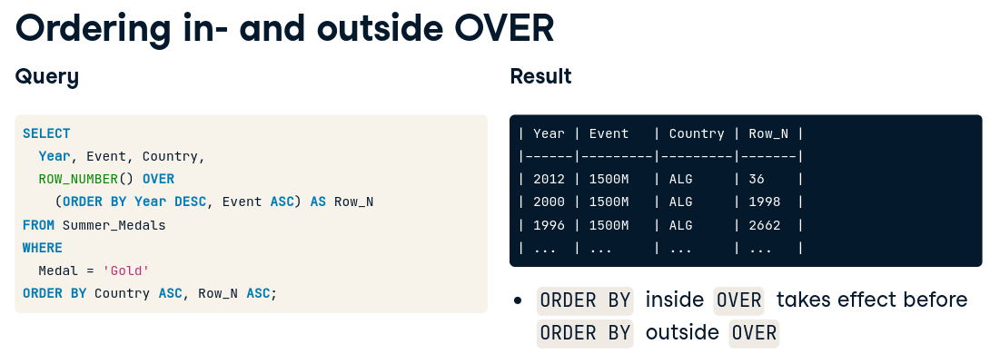 Ordering in- and outside OVER
Query
SELECT
  Year, Event, Country,
  ROW_NUMBER() OVER
    (ORDER BY Year DESC, Event ASC) AS Row_N
FROM Summer_Medals
WHERE
  Medal = 'Gold'
ORDER BY Country ASC, Row_N ASC;
Result
| Year | Event   | Country | Row_N |
|------|---------|---------|-------|
| 2012 | 1500M   | ALG     | 36    |
| 2000 | 1500M   | ALG     | 1998  |
| 1996 | 1500M   | ALG     | 2662  |
| ...  | ...     | ...     | ...   |
• ORDER BY inside OVER takes effect before
ORDER BY outside OVER